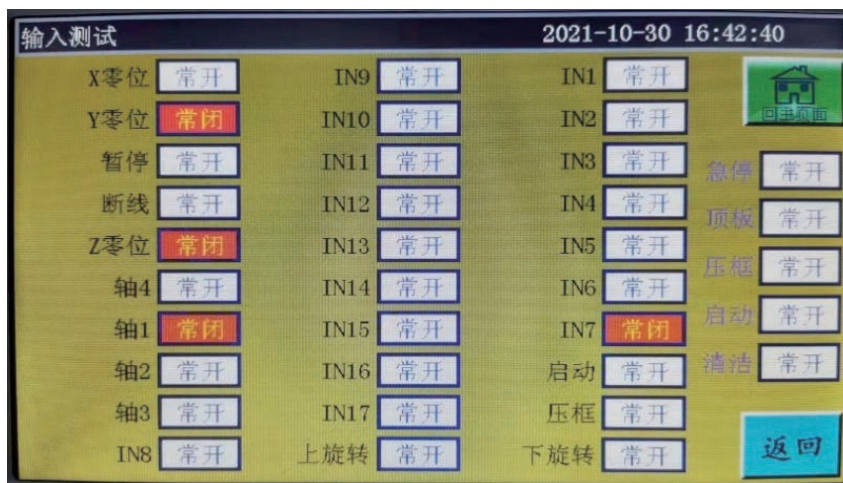 输入测试 2021-10-30 16:42:40
X零位 常开 IN9 常开 IN1 常开
回主页面
Y零位 常闭 IN10 常开 IN2 常开
暂停 常开 IN11 常开 IN3 常开 急停 常开
断线 常开 IN12 常开 IN4 常开 顶板 常开
Z零位 常闭 IN13 常开 IN5 常开 压框 常开
轴4 常开 IN14 常开 IN6 常开
轴1 常闭 IN15 常开 IN7 常闭 启动 常开
轴2 常开 IN16 常开 启动 常开 清洁 常开
轴3 常开 IN17 常开 压框 常开
IN8 常开 上旋转 常开 下旋转 常开
返回